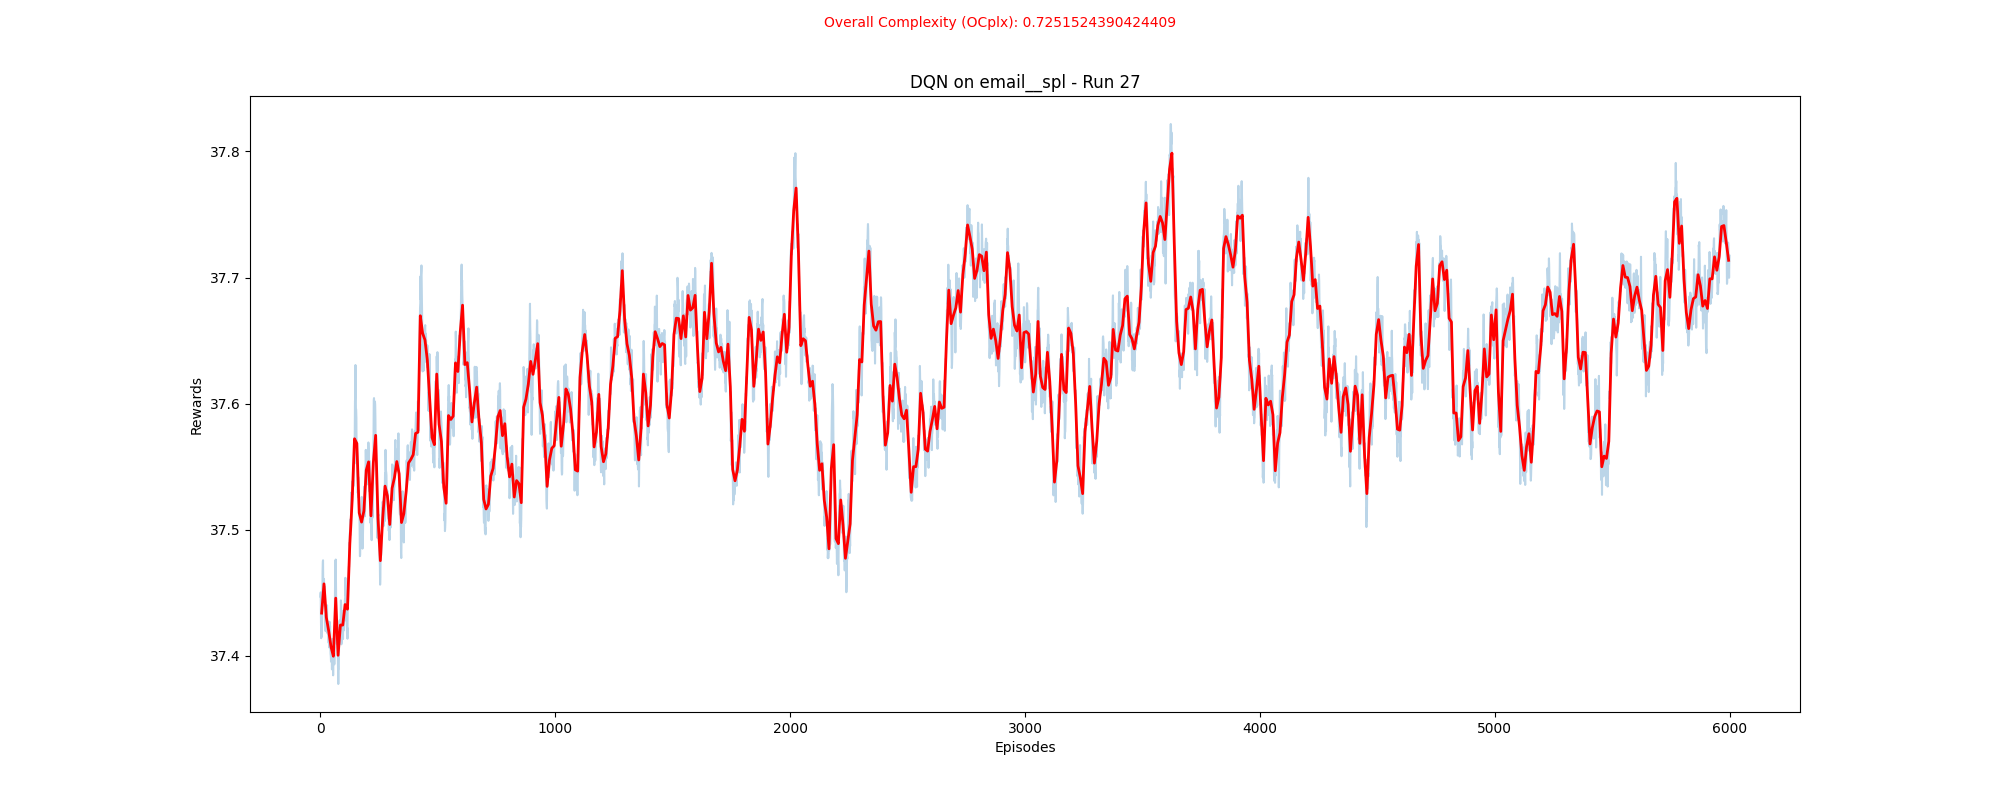 Overall Complexity (OCplx): 0.7251524390424409
DQN on email__spl - Run 27
37.8
37.7
37.6
37.5
37.4
Rewards
0 1000 2000 3000 4000 5000 6000
Episodes